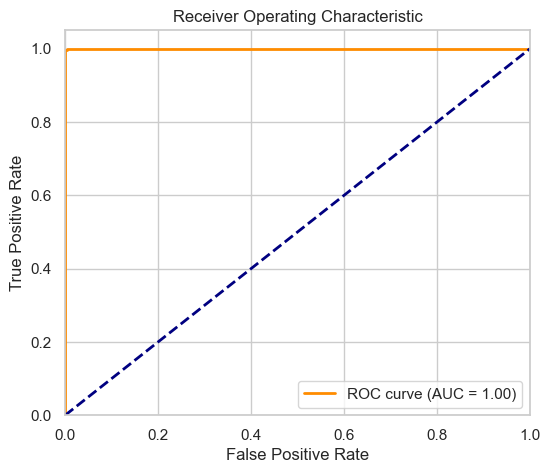 Receiver Operating Characteristic
True Positive Rate
1.0
0.8
0.6
0.4
0.2
0.0
ROC curve (AUC = 1.00)
0.0 0.2 0.4 0.6 0.8 1.0
False Positive Rate